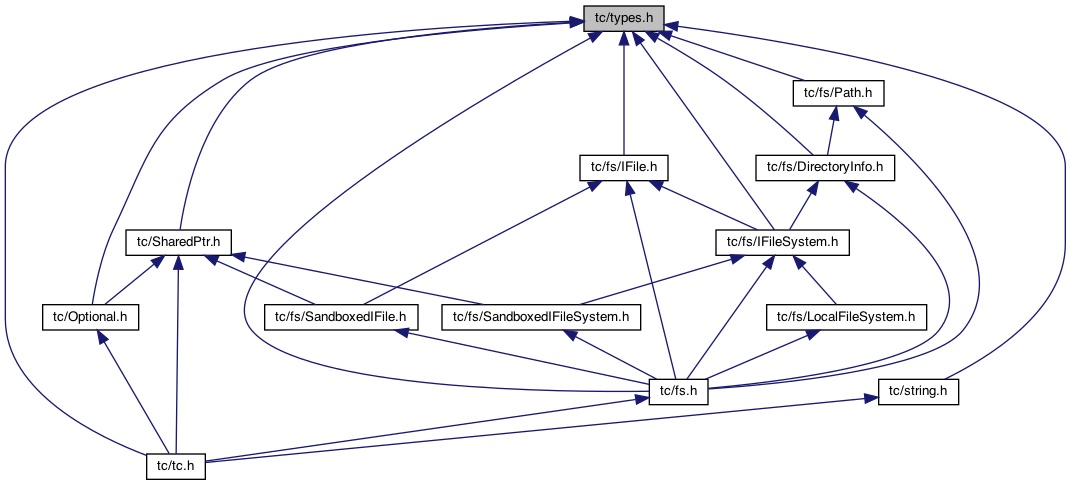 tc/types.h
tc/fs/Path.h
tc/fs/IFile.h
tc/fs/DirectoryInfo.h
tc/SharedPtr.h
tc/fs/IFileSystem.h
tc/Optional.h
tc/fs/SandboxedIFile.h
tc/fs/SandboxedIFileSystem.h
tc/fs/LocalFileSystem.h
tc/fs.h
tc/string.h
tc/tc.h